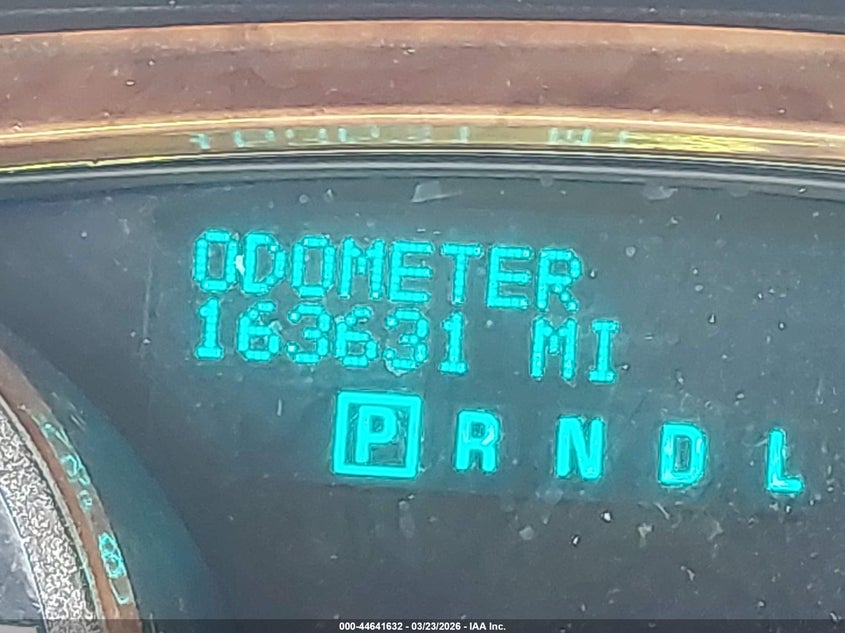 ODOMETER
163631 MI
P R N D L
000-44641632 - 03/23/2026 - IAA Inc.